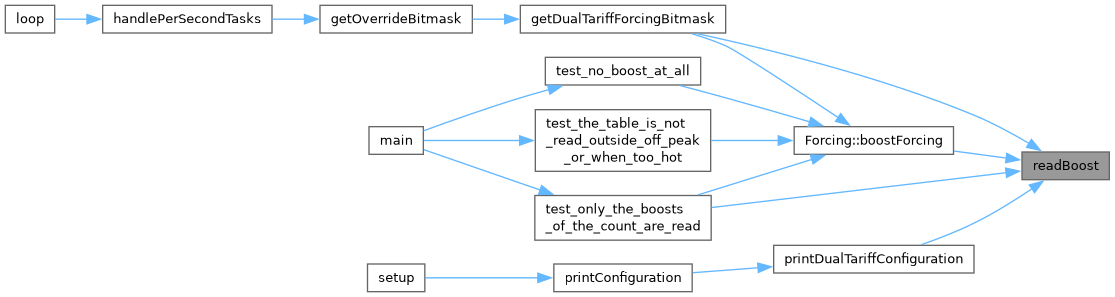 loop
handlePerSecondTasks
getOverrideBitmask
getDualTariffForcingBitmask
test_no_boost_at_all
main
test_the_table_is_not
_read_outside_off_peak
_or_when_too_hot
Forcing::boostForcing
readBoost
test_only_the_boosts
_of_the_count_are_read
printDualTariffConfiguration
setup
printConfiguration